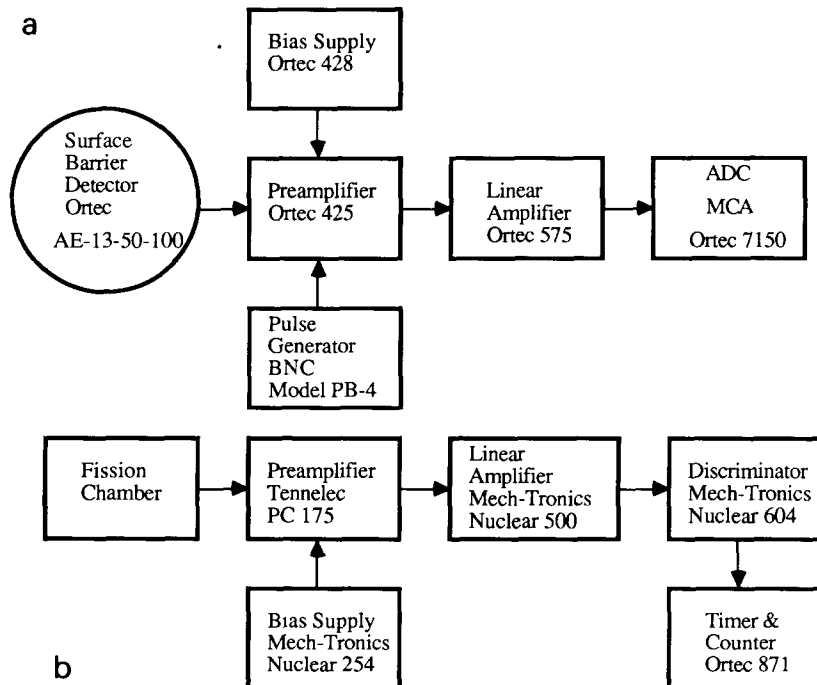 a
Bias Supply
Ortec 428
Surface
Barrier
Detector
Ortec
AE-13-50-100
Preamplifier
Ortec 425
Linear
Amplifier
Ortec 575
ADC
MCA
Ortec 7150
Pulse
Generator
BNC
Model PB-4
Fission
Chamber
Preamplifier
Tennelec
PC 175
Linear
Amplifier
Mech-Tronics
Nuclear 500
Discriminator
Mech-Tronics
Nuclear 604
Bias Supply
Mech-Tronics
Nuclear 254
Timer &
Counter
Ortec 871
b